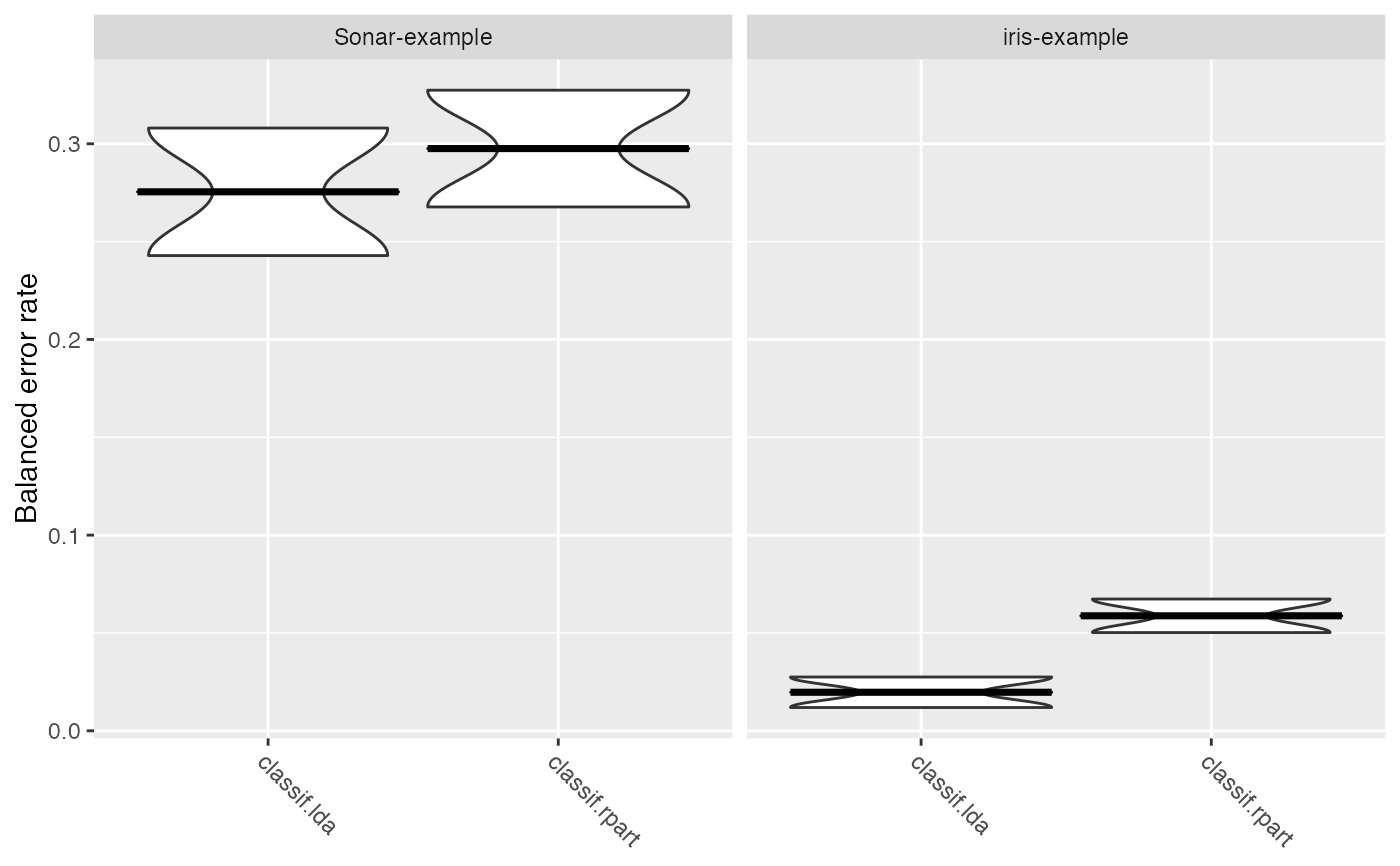 Sonar-example
iris-example
Balanced error rate
0.3
0.2
0.1
0.0
classif.lda
classif.rpart
classif.lda
classif.rpart